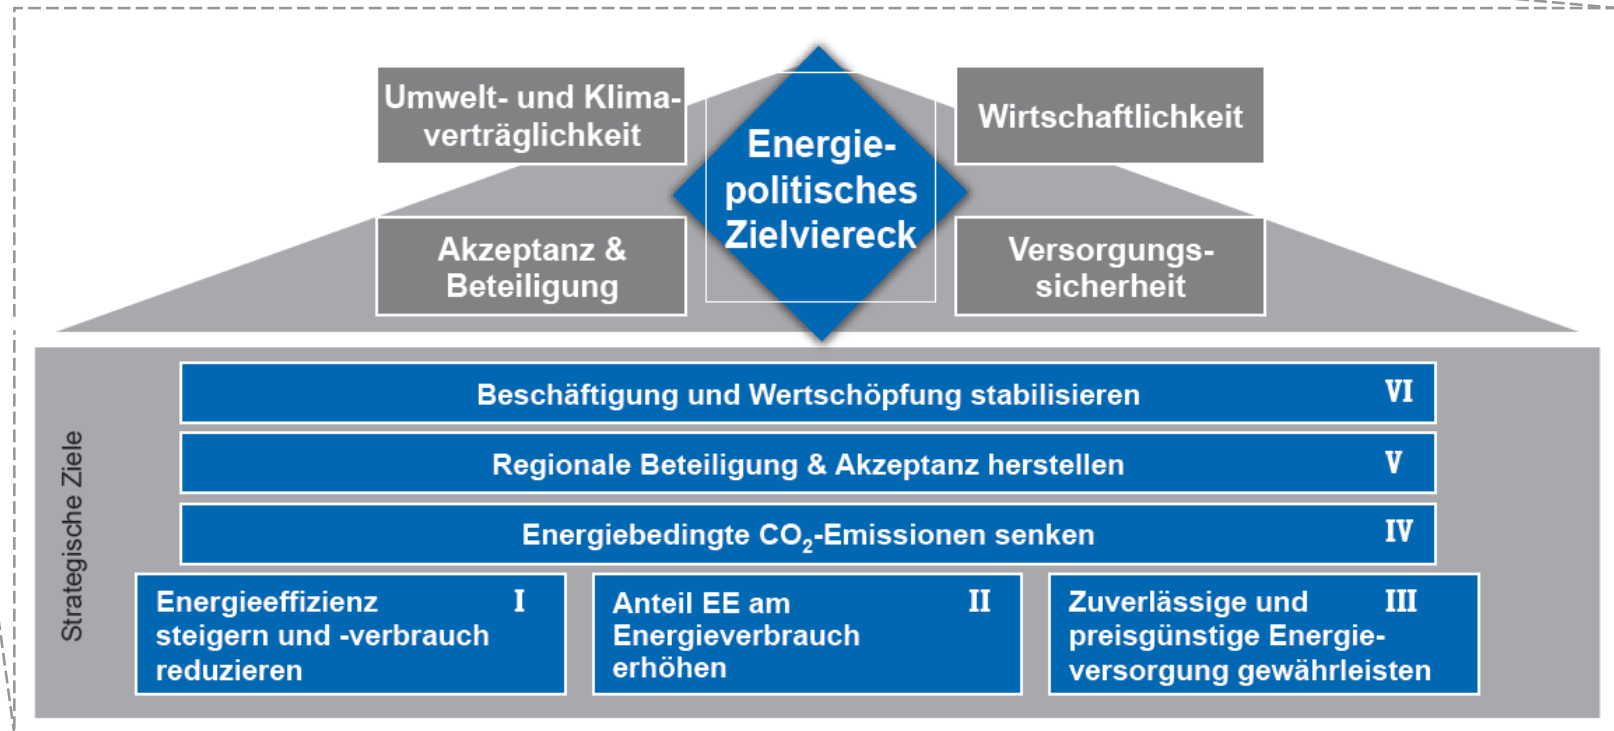 Umwelt- und Klima-
verträglichkeit
Energie-
politisches
Zielviereck
Wirtschaftlichkeit
Akzeptanz &
Beteiligung
Versorgungs-
sicherheit
Strategische Ziele
Beschäftigung und Wertschöpfung stabilisieren VI
Regionale Beteiligung & Akzeptanz herstellen V
Energiebedingte CO₂-Emissionen senken IV
Energieeffizienz I
steigern und -verbrauch
reduzieren
Anteil EE am II
Energieverbrauch
erhöhen
Zuverlässige und III
preisgünstige Energie-
versorgung gewährleisten